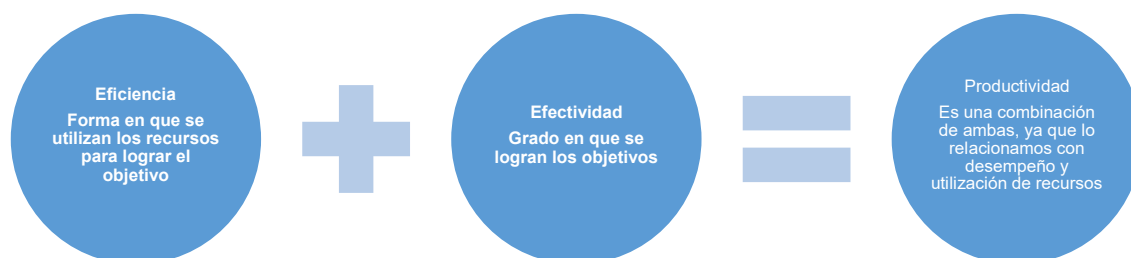 Eficiencia
Forma en que se
utilizan los recursos
para lograr el
objetivo
Efectividad
Grado en que se
logran los objetivos
Productividad
Es una combinación
de ambas, ya que lo
relacionamos con
desempeño y
utilización de recursos